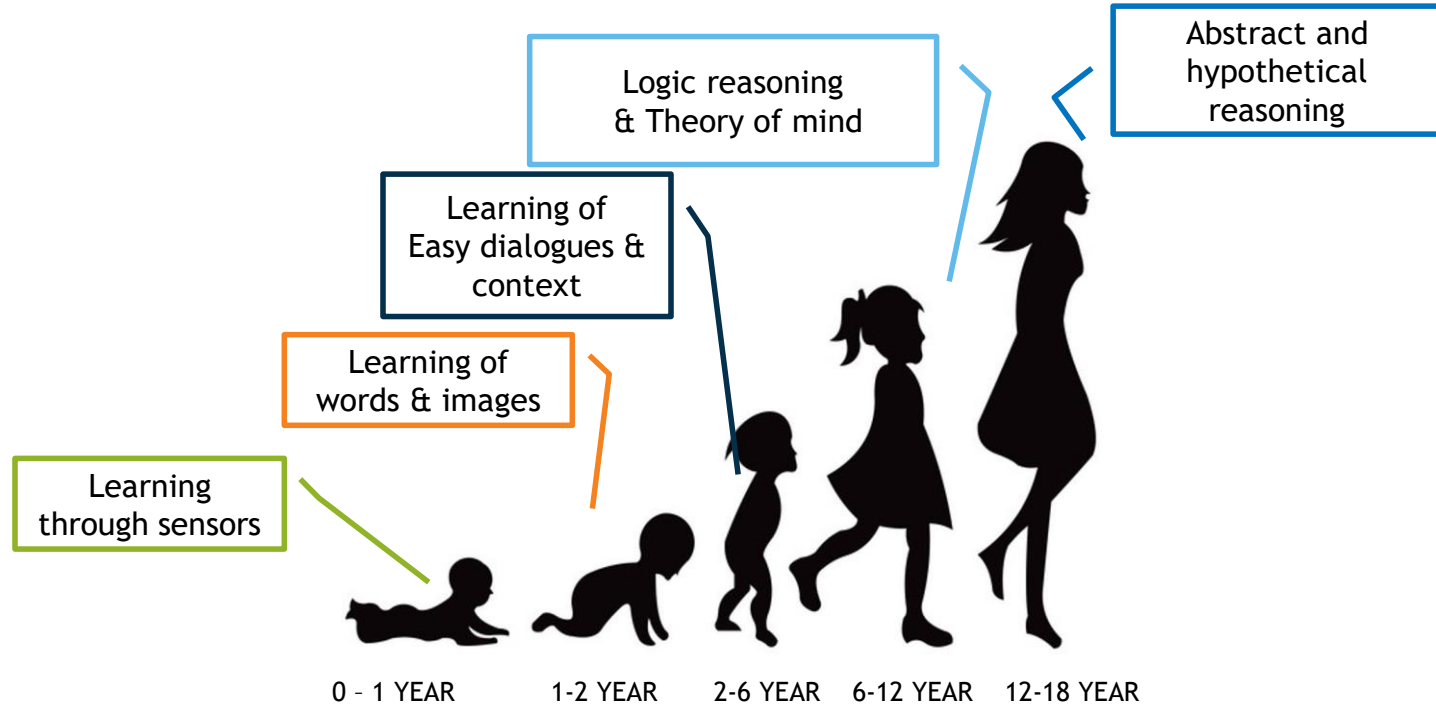 Abstract and
hypothetical
reasoning
Logic reasoning
& Theory of mind
Learning of
Easy dialogues &
context
Learning of
words & images
Learning
through sensors
0 – 1 YEAR
1-2 YEAR
2-6 YEAR
6-12 YEAR
12-18 YEAR